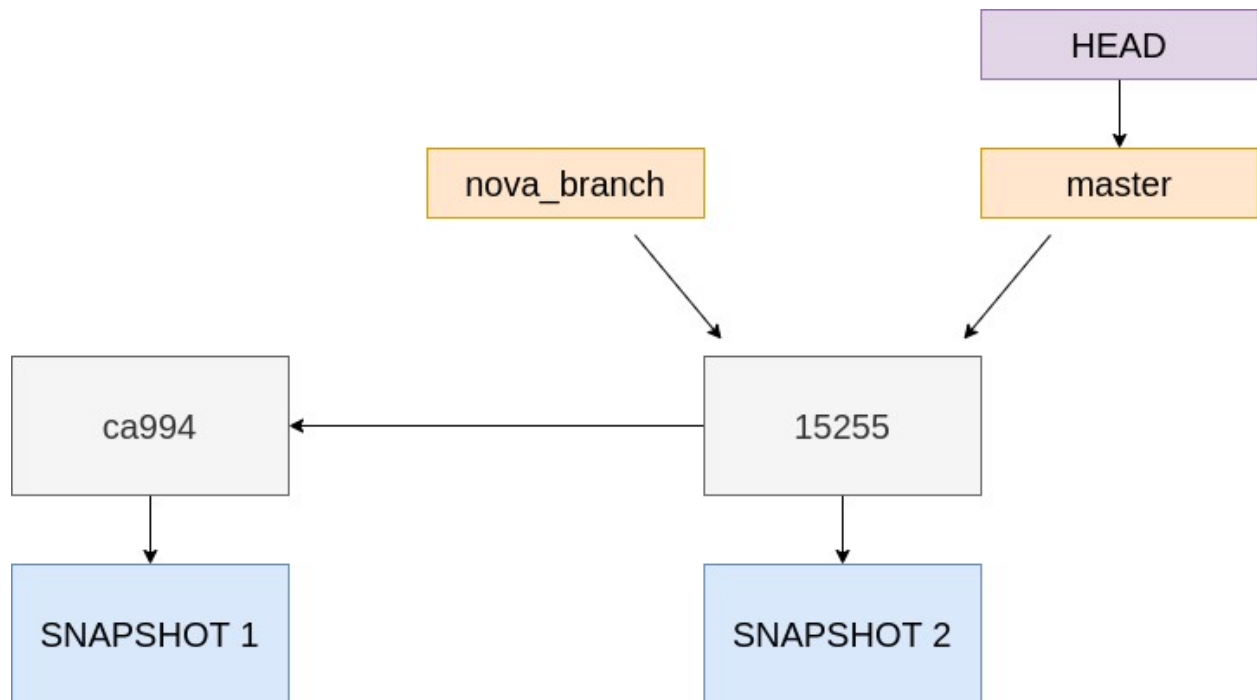 HEAD
nova_branch
master
ca994
15255
SNAPSHOT 1
SNAPSHOT 2